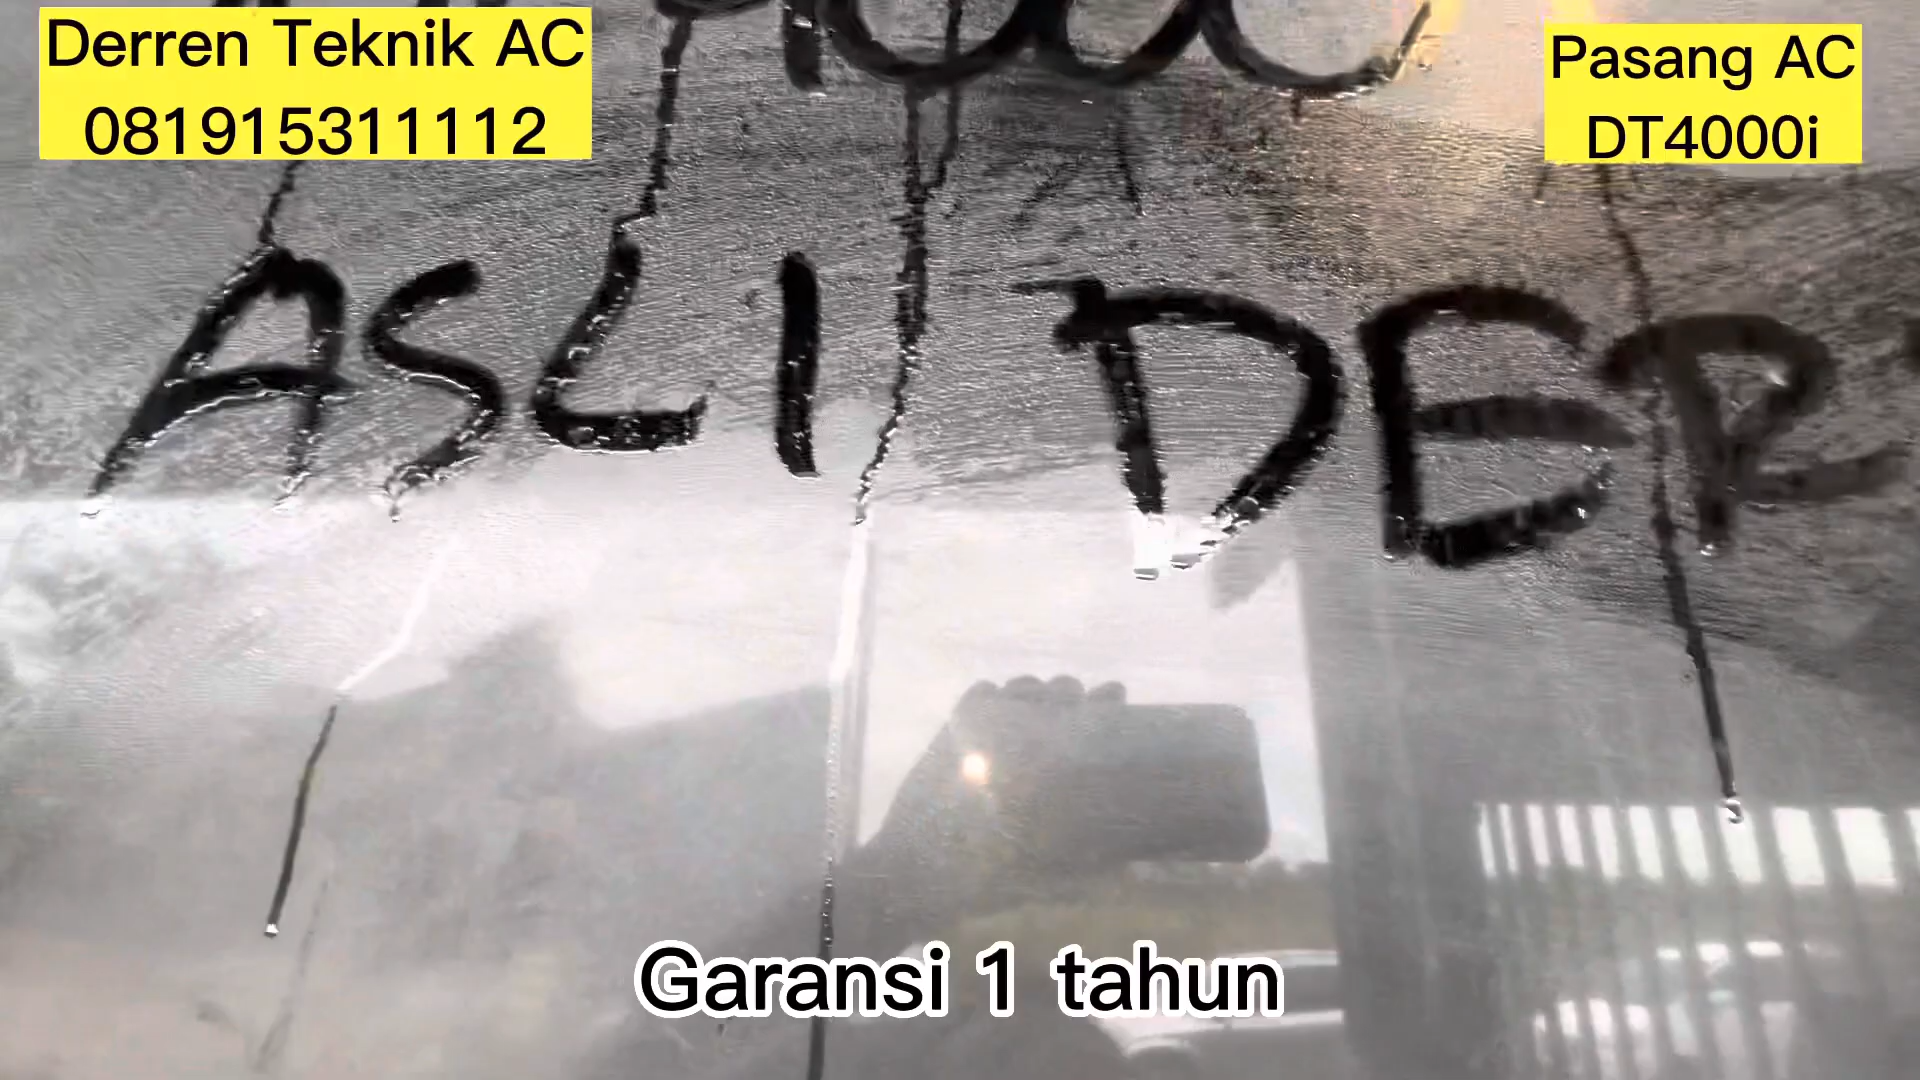 Derren Teknik AC
081915311112
Pasang AC
DT4000i
ASLI DER
Garansi 1 tahun